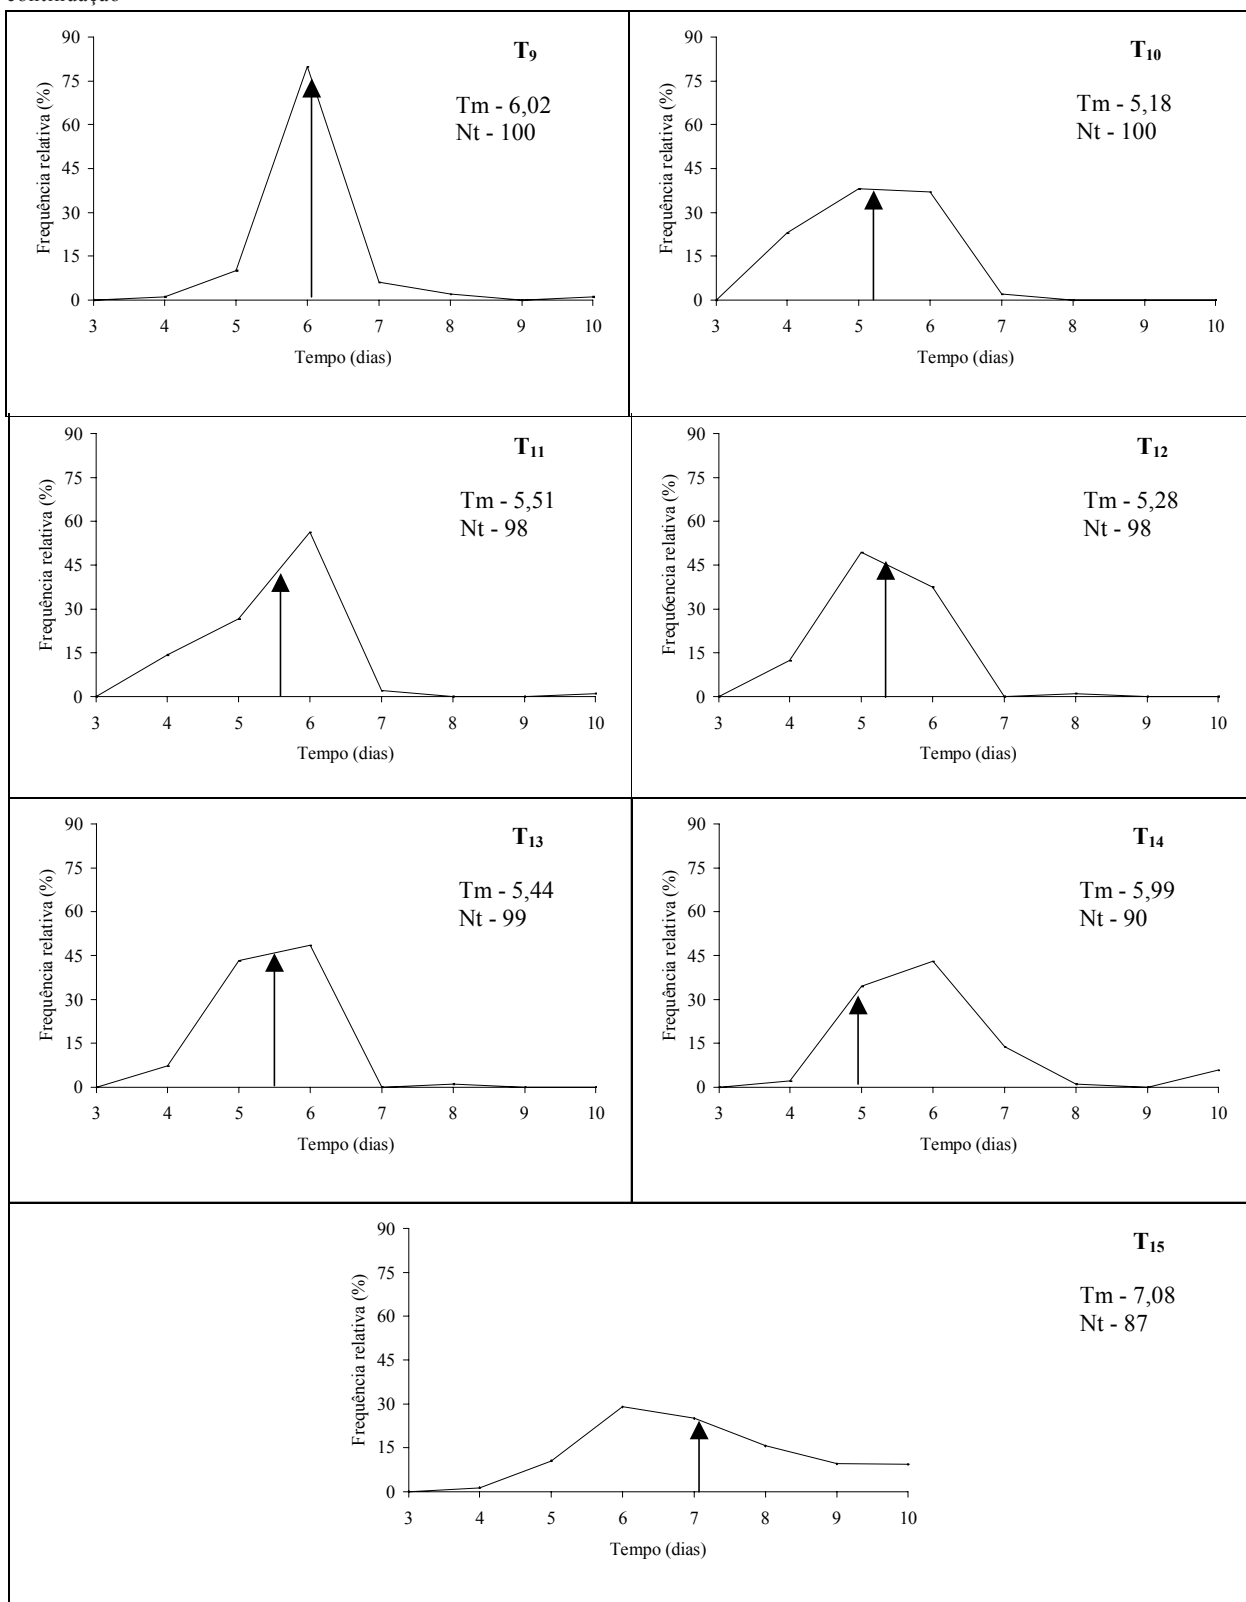 continuação
T9
Tm - 6,02
Nt - 100
Frequência relativa (%)
90
75
60
45
30
15
0
3 4 5 6 7 8 9 10
Tempo (dias)
T10
Tm - 5,18
Nt - 100
Frequência relativa (%)
90
75
60
45
30
15
0
3 4 5 6 7 8 9 10
Tempo (dias)
T11
Tm - 5,51
Nt - 98
Frequência relativa (%)
90
75
60
45
30
15
0
3 4 5 6 7 8 9 10
Tempo (dias)
T12
Tm - 5,28
Nt - 98
Frequ6encia relativa (%)
90
75
60
45
30
15
0
3 4 5 6 7 8 9 10
Tempo (dias)
T13
Tm - 5,44
Nt - 99
Frequência relativa (%)
90
75
60
45
30
15
0
3 4 5 6 7 8 9 10
Tempo (dias)
T14
Tm - 5,99
Nt - 90
Frequência relativa (%)
90
75
60
45
30
15
0
3 4 5 6 7 8 9 10
Tempo (dias)
T15
Tm - 7,08
Nt - 87
Frequência relativa (%)
90
75
60
45
30
15
0
3 4 5 6 7 8 9 10
Tempo (dias)